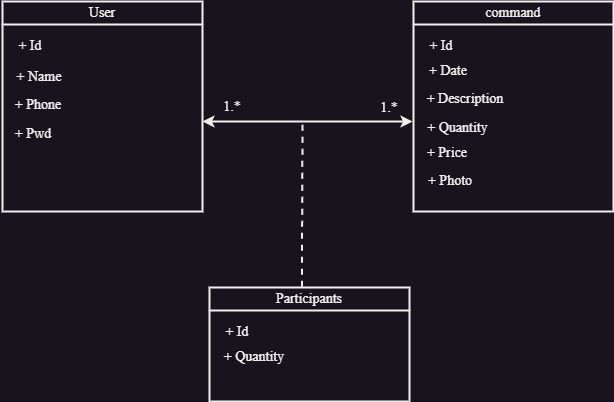 User
+ Id
+ Name
+ Phone
+ Pwd
1.*
1.*
command
+ Id
+ Date
+ Description
+ Quantity
+ Price
+ Photo
Participants
+ Id
+ Quantity